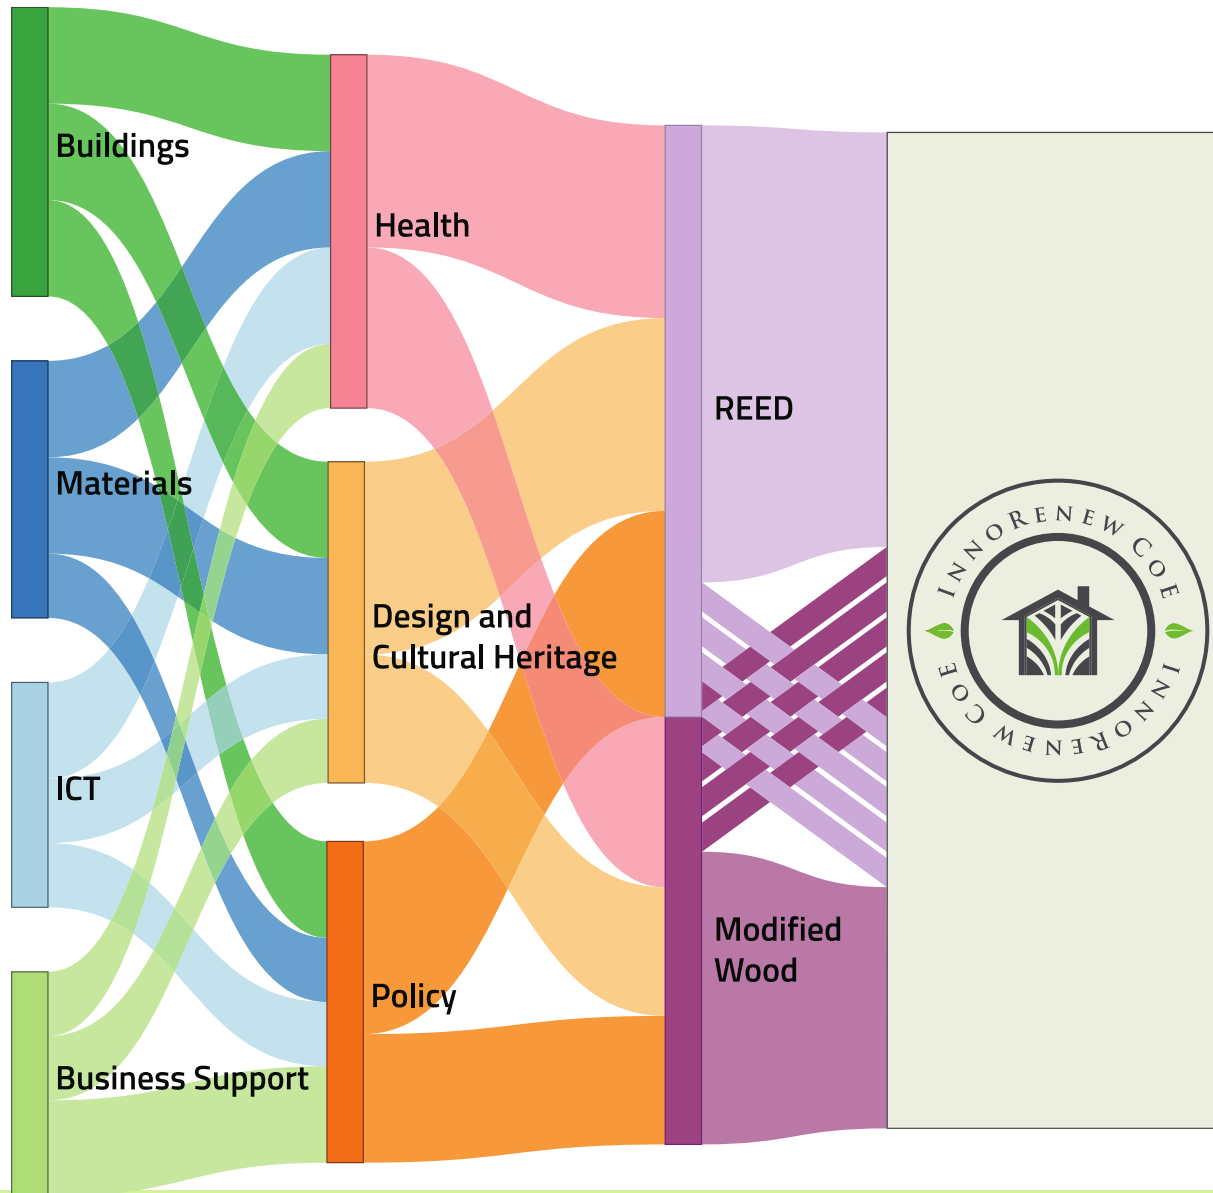 Buildings
Health
REED
Materials
Design and
Cultural Heritage
ICT
Modified
Wood
Policy
Business Support
INNORENEW COE
INNORENEW COE